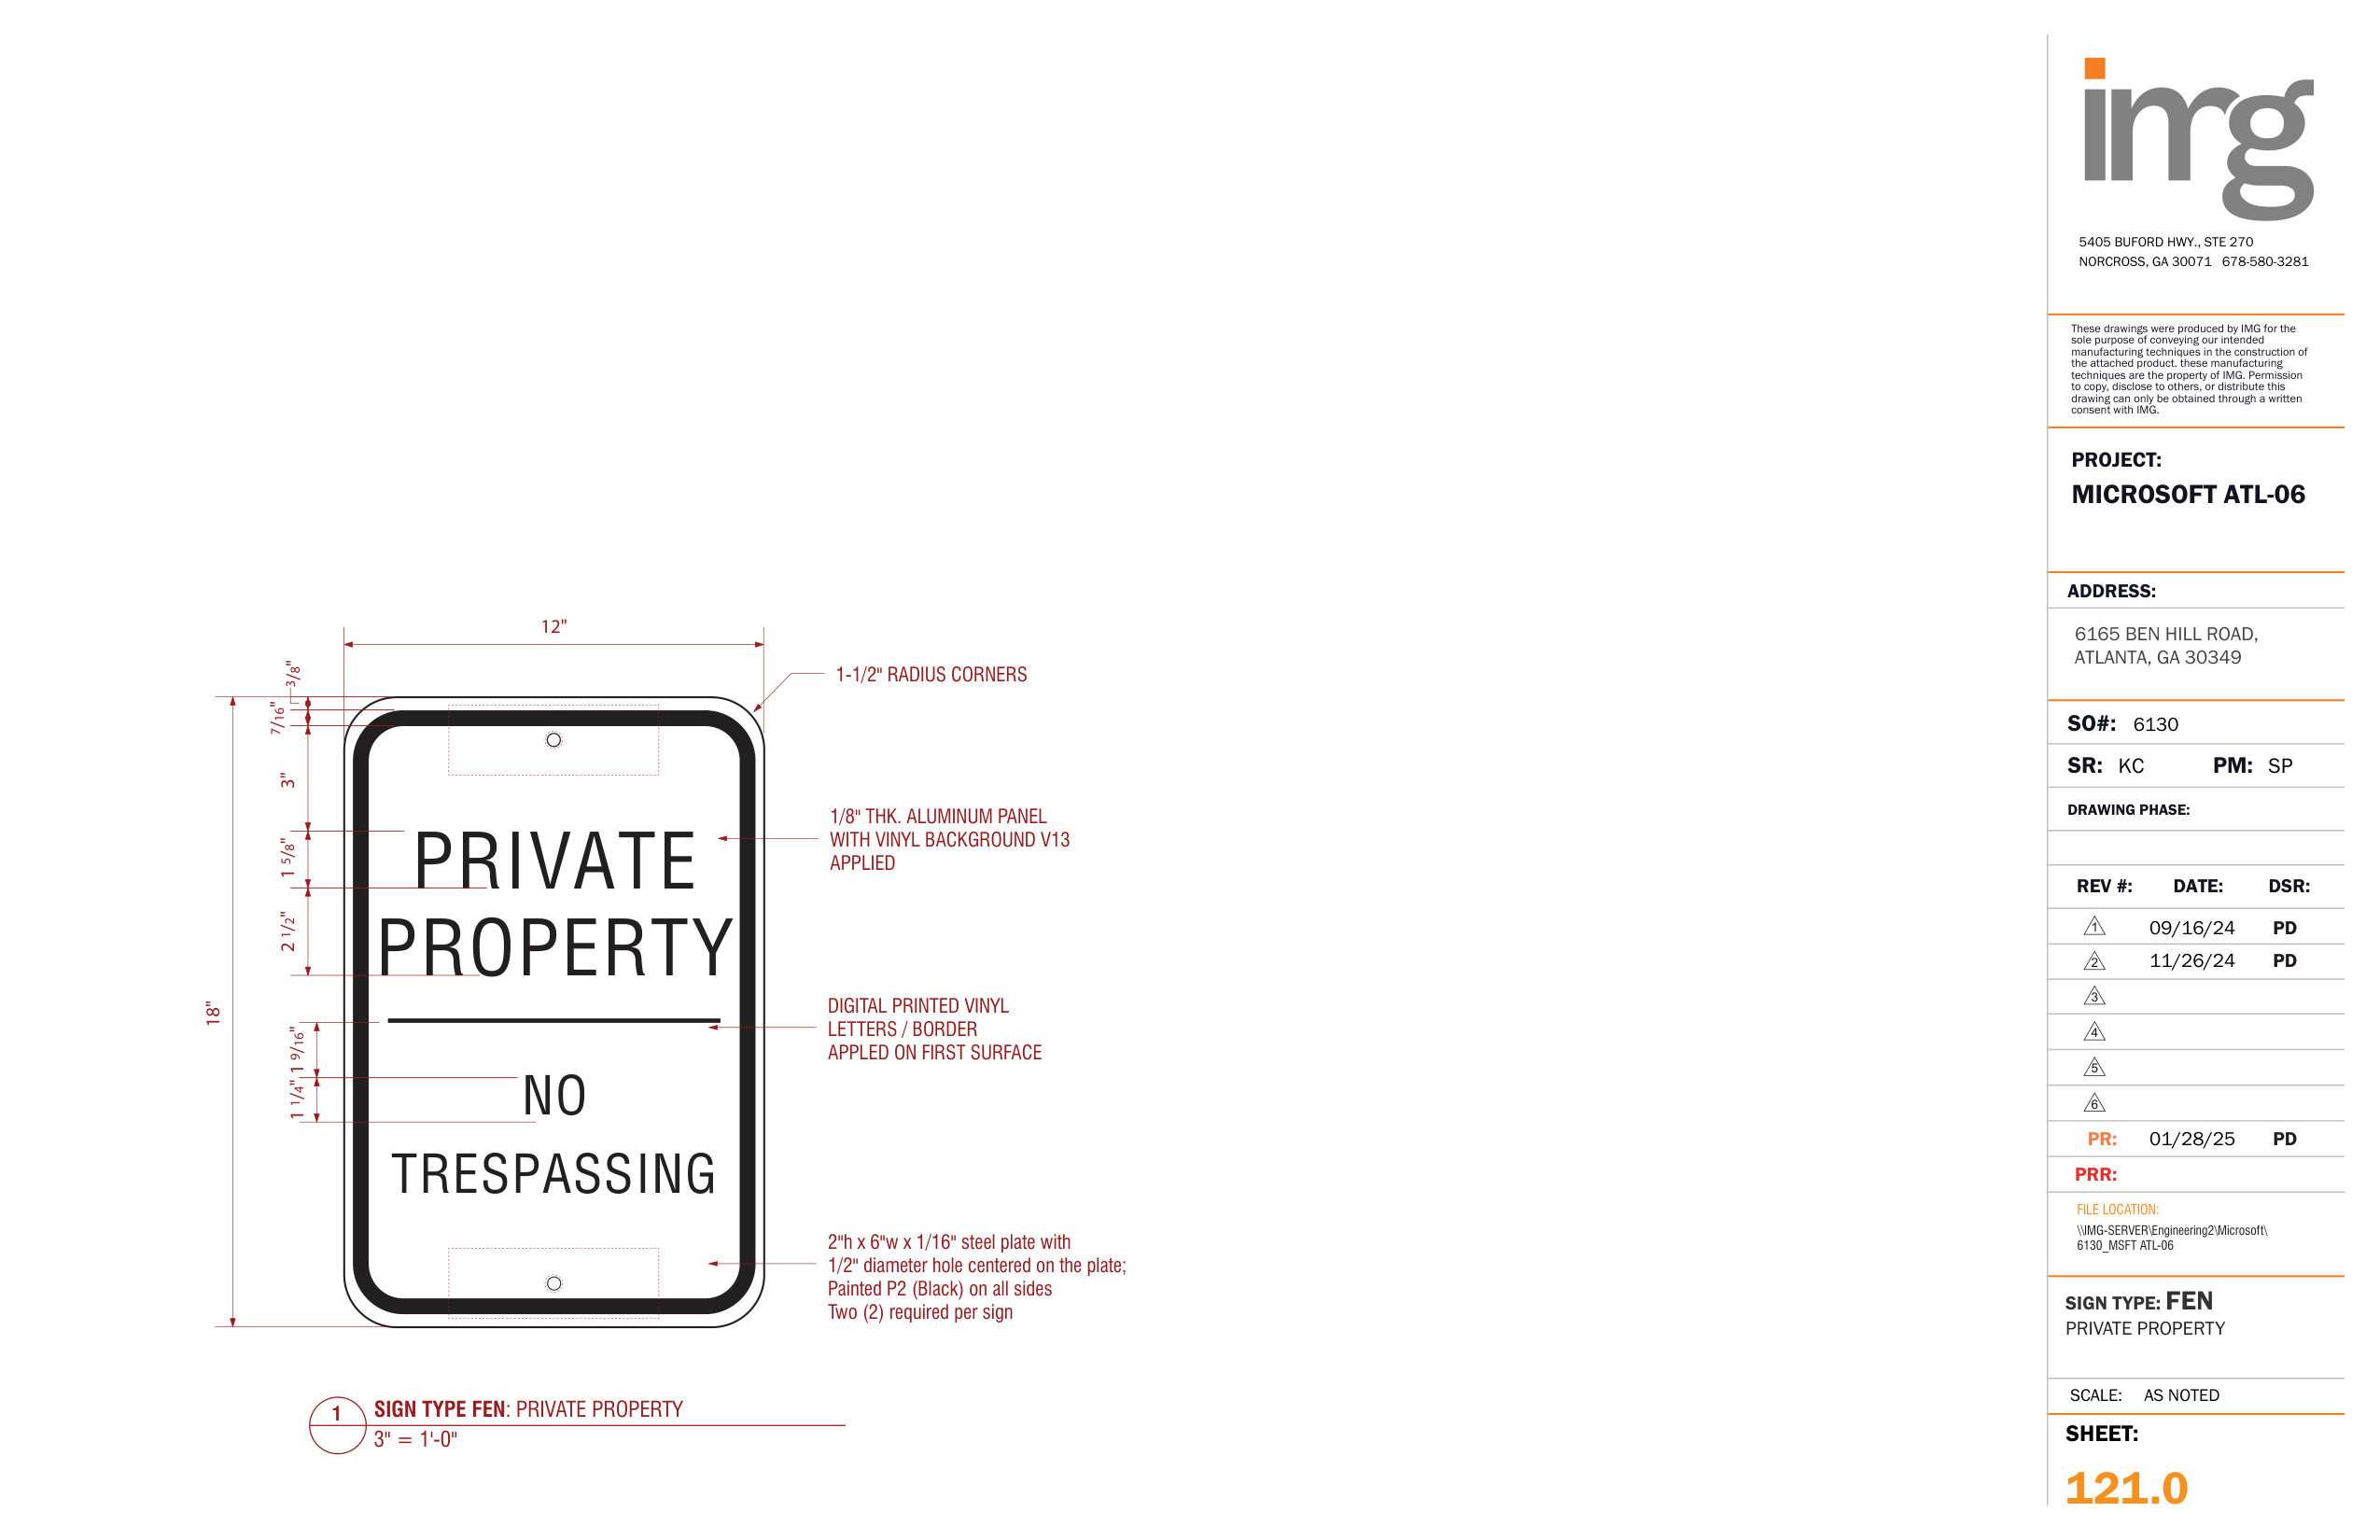 12"
3/8"
7/16"
3"
1 5/8"
2 1/2"
18"
1 9/16"
1 1/4"
PRIVATE
PROPERTY
NO
TRESPASSING
1-1/2" RADIUS CORNERS
1/8" THK. ALUMINUM PANEL
WITH VINYL BACKGROUND V13
APPLIED
DIGITAL PRINTED VINYL
LETTERS / BORDER
APPLED ON FIRST SURFACE
2"h x 6"w x 1/16" steel plate with
1/2" diameter hole centered on the plate;
Painted P2 (Black) on all sides
Two (2) required per sign
1
SIGN TYPE FEN: PRIVATE PROPERTY
3" = 1'-0"
img
5405 BUFORD HWY., STE 270
NORCROSS, GA 30071 678-580-3281
These drawings were produced by IMG for the
sole purpose of conveying our intended
manufacturing techniques in the construction of
the attached product. these manufacturing
techniques are the property of IMG. Permission
to copy, disclose to others, or distribute this
drawing can only be obtained through a written
consent with IMG.
PROJECT:
MICROSOFT ATL-06
ADDRESS:
6165 BEN HILL ROAD,
ATLANTA, GA 30349
SO#: 6130
SR: KC PM: SP
DRAWING PHASE:
REV #: DATE: DSR:
1 09/16/24 PD
2 11/26/24 PD
3
4
5
6
PR: 01/28/25 PD
PRR:
FILE LOCATION:
\\IMG-SERVER\Engineering2\Microsoft\
6130_MSFT ATL-06
SIGN TYPE: FEN
PRIVATE PROPERTY
SCALE: AS NOTED
SHEET:
121.0